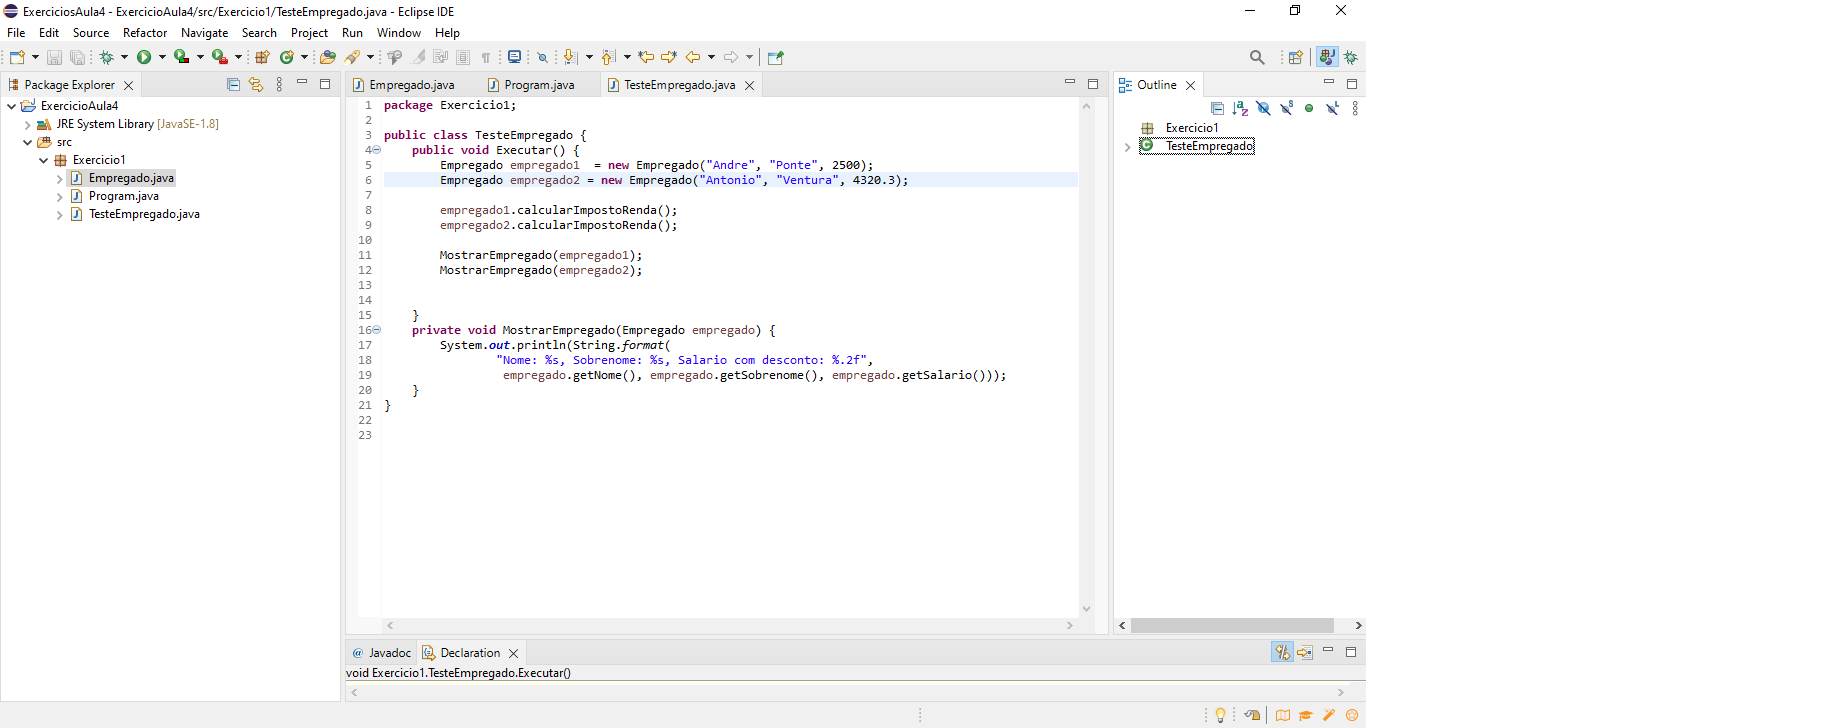 ExerciciosAula4 - ExercicioAula4/src/Exercicio1/TesteEmpregado.java - Eclipse IDE
File Edit Source Refactor Navigate Search Project Run Window Help
Package Explorer
ExercicioAula4
JRE System Library [JavaSE-1.8]
src
Exercicio1
Empregado.java
Program.java
TesteEmpregado.java
Empregado.java Program.java TesteEmpregado.java
1 package Exercicio1;
2
3 public class TesteEmpregado {
4 public void Executar() {
5 Empregado empregado1  = new Empregado("Andre", "Ponte", 2500);
6 Empregado empregado2 = new Empregado("Antonio", "Ventura", 4320.3);
7
8 empregado1.calcularImpostoRenda();
9 empregado2.calcularImpostoRenda();
10
11 MostrarEmpregado(empregado1);
12 MostrarEmpregado(empregado2);
13
14
15 }
16 private void MostrarEmpregado(Empregado empregado) {
17 System.out.println(String.format(
18 "Nome: %s, Sobrenome: %s, Salario com desconto: %.2f",
19 empregado.getNome(), empregado.getSobrenome(), empregado.getSalario()));
20 }
21 }
22
23
Outline
Exercicio1
TesteEmpregado
@ Javadoc Declaration
void Exercicio1.TesteEmpregado.Executar()